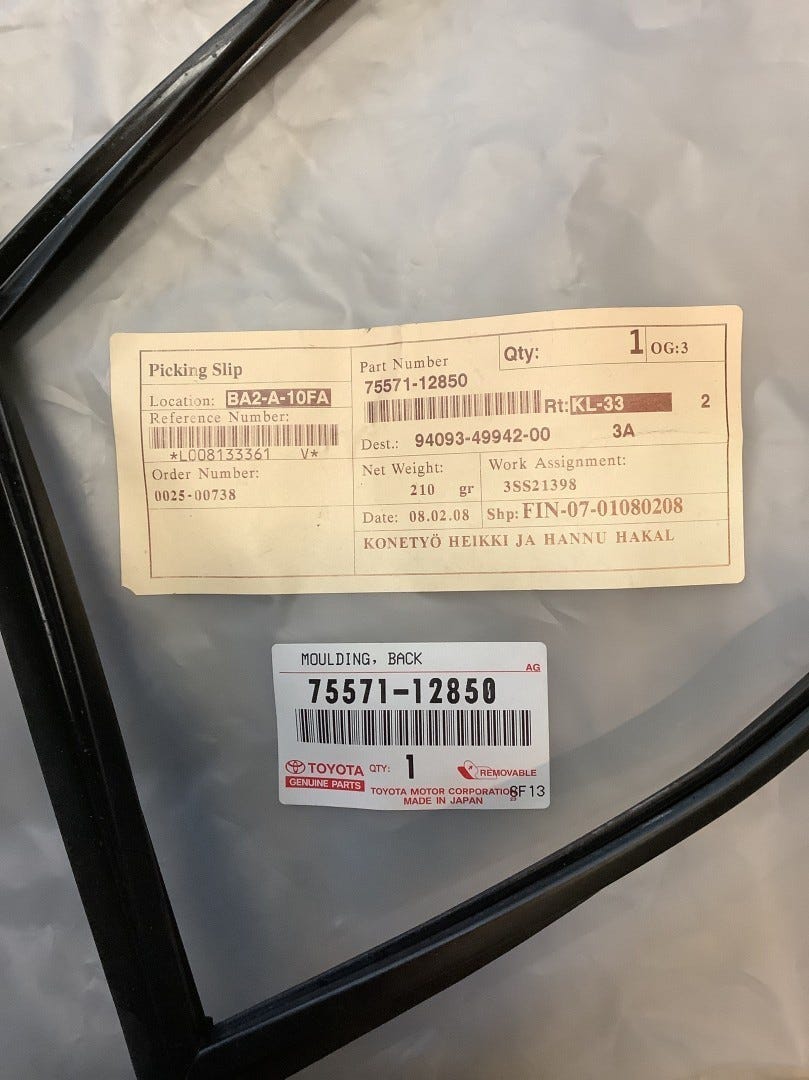 Picking Slip
Location: BA2-A-10FA
Reference Number:
*L008133361 V*
Order Number:
0025-00738
Part Number
75571-12850
Qty: 1 OG:3
Rt: KL-33 2
Dest.: 94093-49942-00 3A
Net Weight:
210 gr
Work Assignment:
3SS21398
Date: 08.02.08 Shp: FIN-07-01080208
KONETYÖ HEIKKI JA HANNU HAKAL
MOULDING, BACK
AG
75571-12850
TOYOTA QTY: 1 REMOVABLE
GENUINE PARTS
TOYOTA MOTOR CORPORATION
MADE IN JAPAN